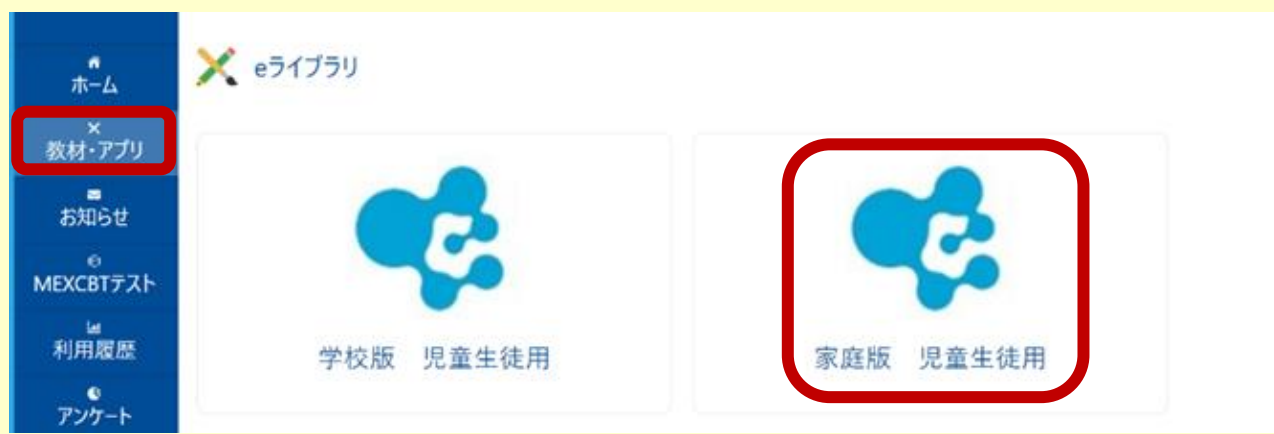 ホーム
教材・アプリ
お知らせ
MEXCBTテスト
利用履歴
アンケート
eライブラリ
学校版　児童生徒用
家庭版　児童生徒用